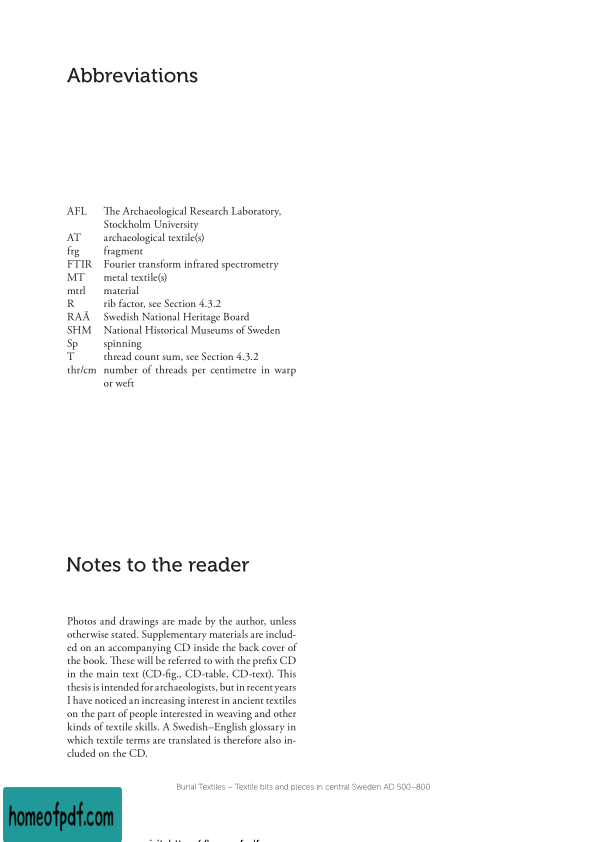 Abbreviations
AFL The Archaeological Research Laboratory,
Stockholm University
AT archaeological textile(s)
frg fragment
FTIR Fourier transform infrared spectrometry
MT metal textile(s)
mtrl material
R rib factor, see Section 4.3.2
RAÄ Swedish National Heritage Board
SHM National Historical Museums of Sweden
Sp spinning
T thread count sum, see Section 4.3.2
thr/cm number of threads per centimetre in warp
or weft
Notes to the reader
Photos and drawings are made by the author, unless
otherwise stated. Supplementary materials are includ-
ed on an accompanying CD inside the back cover of
the book. These will be referred to with the prefix CD
in the main text (CD-fig., CD-table, CD-text). This
thesis is intended for archaeologists, but in recent years
I have noticed an increasing interest in ancient textiles
on the part of people interested in weaving and other
kinds of textile skills. A Swedish–English glossary in
which textile terms are translated is therefore also in-
cluded on the CD.
Burial Textiles – Textile bits and pieces in central Sweden AD 500–800
homeofpdf.com